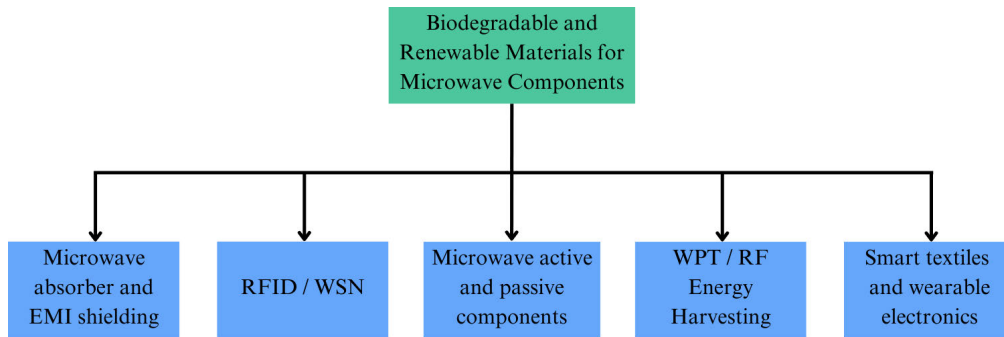 Biodegradable and
Renewable Materials for
Microwave Components
Microwave
absorber and
EMI shielding
RFID / WSN
Microwave active
and passive
components
WPT / RF
Energy
Harvesting
Smart textiles
and wearable
electronics